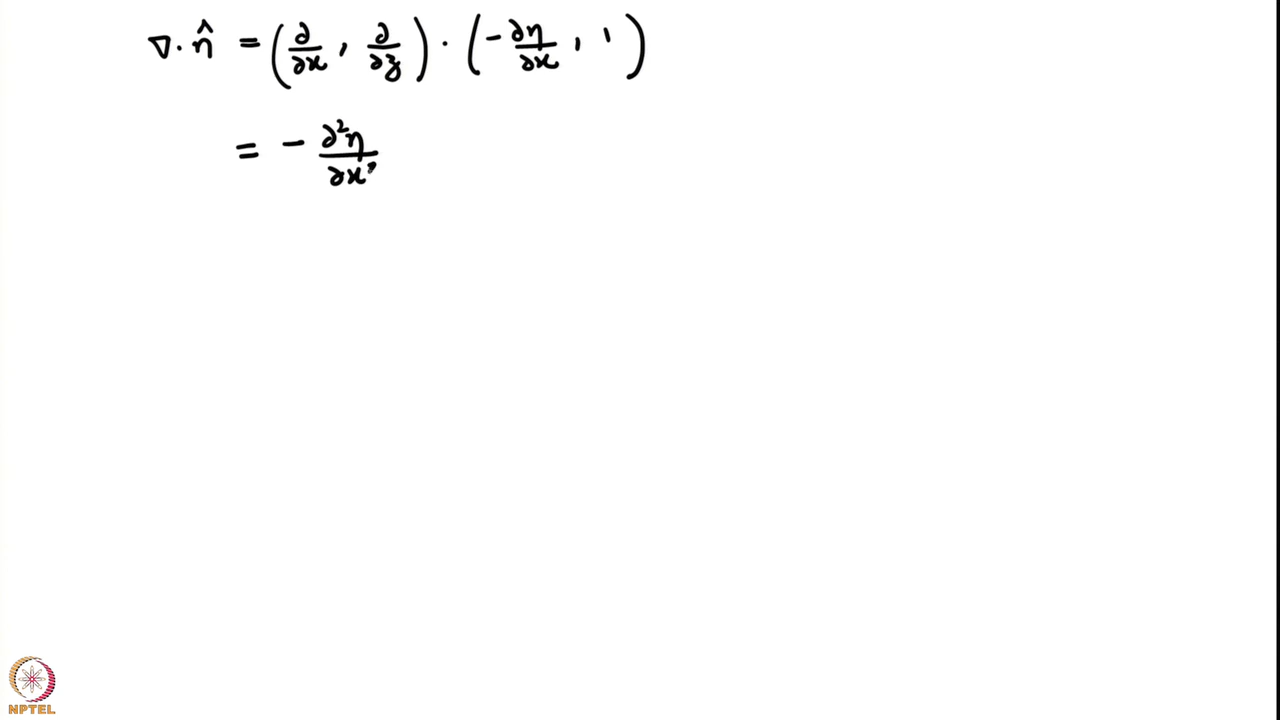 ∇·n̂ = (∂/∂x, ∂/∂z)·(-∂η/∂x, 1)
= -∂²η/∂x²
NPTEL